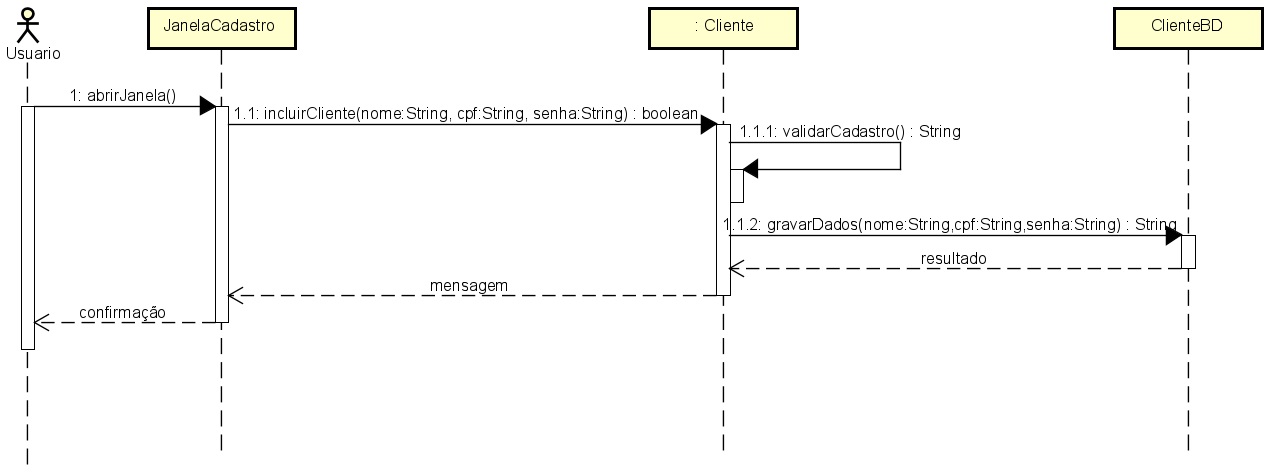 Usuario
JanelaCadastro
: Cliente
ClienteBD
1: abrirJanela()
1.1: incluirCliente(nome:String, cpf:String, senha:String) : boolean
1.1.1: validarCadastro() : String
1.1.2: gravarDados(nome:String,cpf:String,senha:String) : String
resultado
mensagem
confirmação